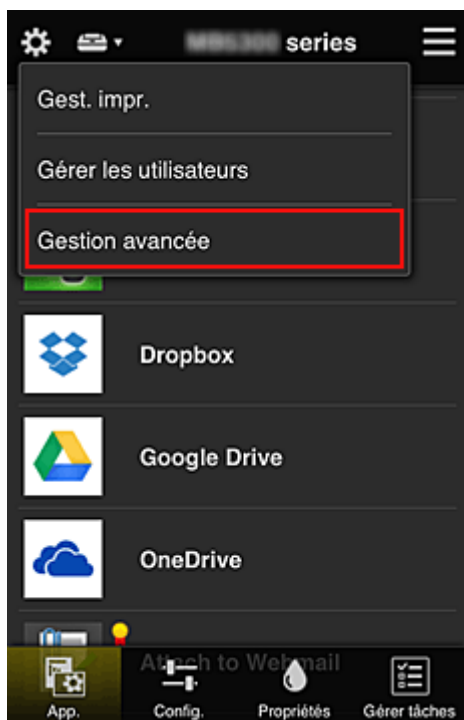 series
Gest. impr.
Gérer les utilisateurs
Gestion avancée
Dropbox
Google Drive
OneDrive
Attach to Webmail
App.
Config.
Propriétés
Gérer tâches